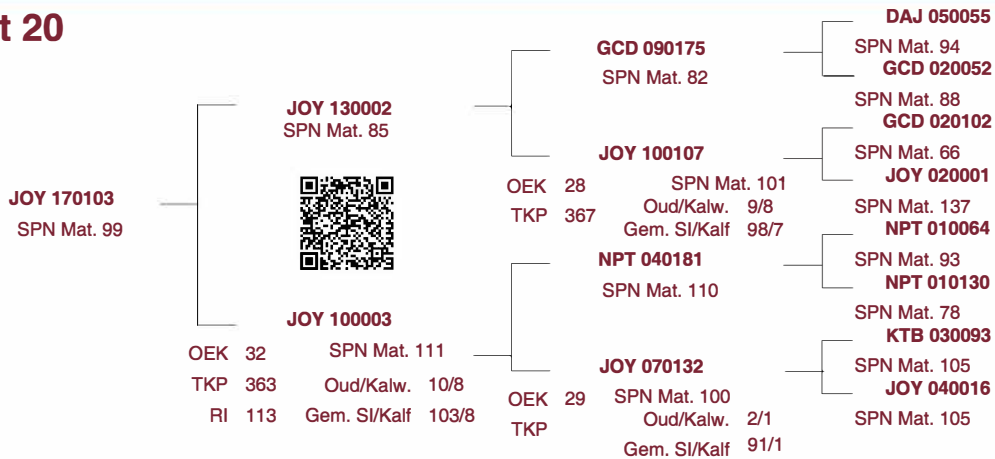 t 20
JOY 170103
SPN Mat. 99
JOY 130002
SPN Mat. 85
JOY 100003
OEK 32 SPN Mat. 111
TKP 363 Oud/Kalw. 10/8
RI 113 Gem. SI/Kalf 103/8
GCD 090175
SPN Mat. 82
JOY 100107
OEK 28 SPN Mat. 101
TKP 367 Oud/Kalw. 9/8
Gem. SI/Kalf 98/7
NPT 040181
SPN Mat. 110
JOY 070132
OEK 29 SPN Mat. 100
TKP Oud/Kalw. 2/1
Gem. SI/Kalf 91/1
DAJ 050055
SPN Mat. 94
GCD 020052
SPN Mat. 88
GCD 020102
SPN Mat. 66
JOY 020001
SPN Mat. 137
NPT 010064
SPN Mat. 93
NPT 010130
SPN Mat. 78
KTB 030093
SPN Mat. 105
JOY 040016
SPN Mat. 105